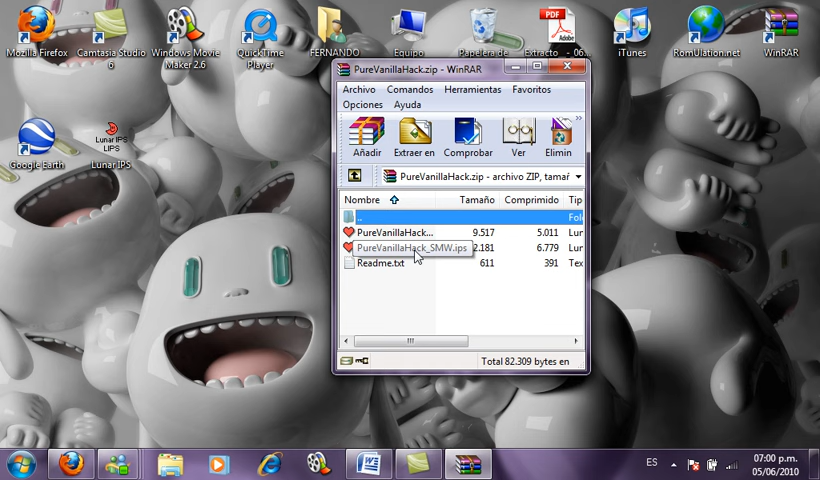 Mozilla Firefox
Camtasia Studio 6
Windows Movie Maker 2.6
QuickTime Player
FERNANDO
Equipo
Papelera de
PDF
Adobe
Extracto _ 06...
iTunes
RomUlation.net
WinRAR
Google Earth
Lunar IPS
LIPS
Lunar IPS
PureVanillaHack.zip - WinRAR
Archivo Comandos Herramientas Favoritos
Opciones Ayuda
Añadir Extraer en Comprobar Ver Elimin
PureVanillaHack.zip - archivo ZIP, tamañ
Nombre Tamaño Comprimido Tip
.. Fol
PureVanillaHack... 9.517 5.011 Lur
PureVanillaHack_SMW.ips 2.181 6.779 Lur
Readme.txt 611 391 Tex
Total 82.309 bytes en
ES
07:00 p.m.
05/06/2010